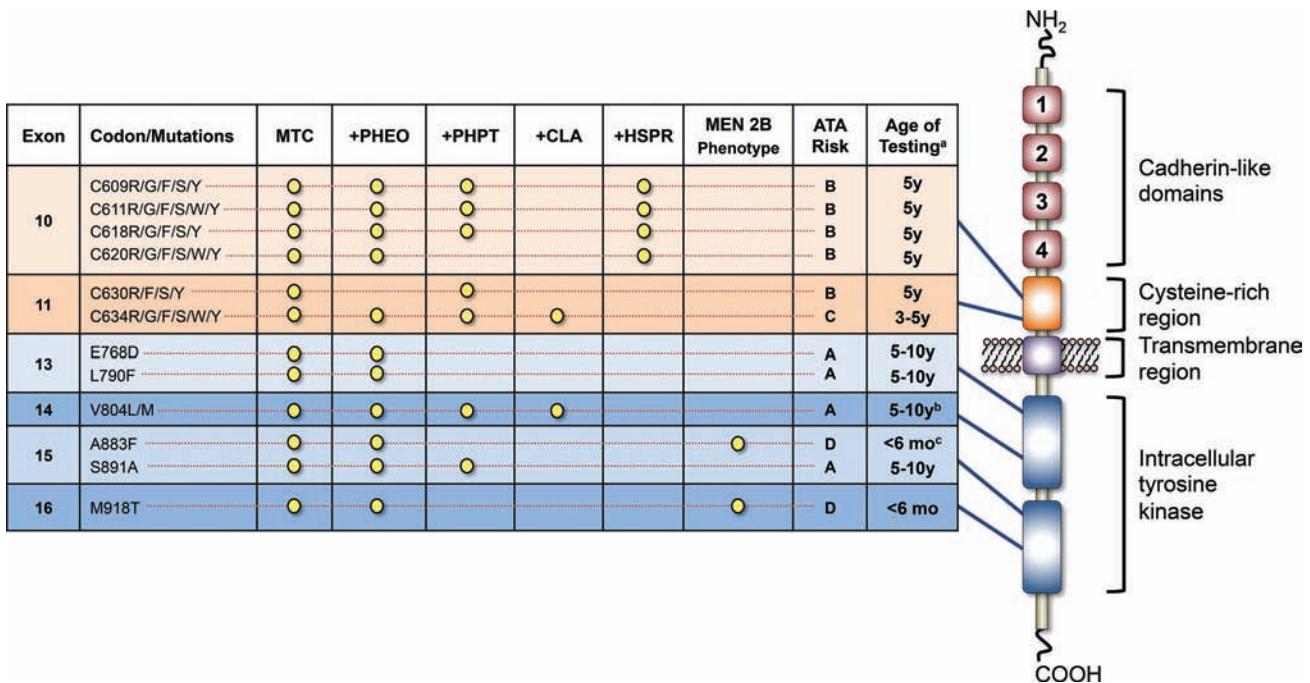 NH2
Exon Codon/Mutations MTC +PHEO +PHPT +CLA +HSPR MEN 2B Phenotype ATA Risk Age of Testingᵃ
10
C609R/G/F/S/Y B 5y
C611R/G/F/S/W/Y B 5y
C618R/G/F/S/Y B 5y
C620R/G/F/S/W/Y B 5y
11
C630R/F/S/Y B 5y
C634R/G/F/S/W/Y C 3-5y
13
E768D A 5-10y
L790F A 5-10y
14 V804L/M A 5-10yᵇ
15
A883F D <6 moᶜ
S891A A 5-10y
16 M918T D <6 mo
1
2
3
4
Cadherin-like
domains
Cysteine-rich
region
Transmembrane
region
Intracellular
tyrosine
kinase
COOH